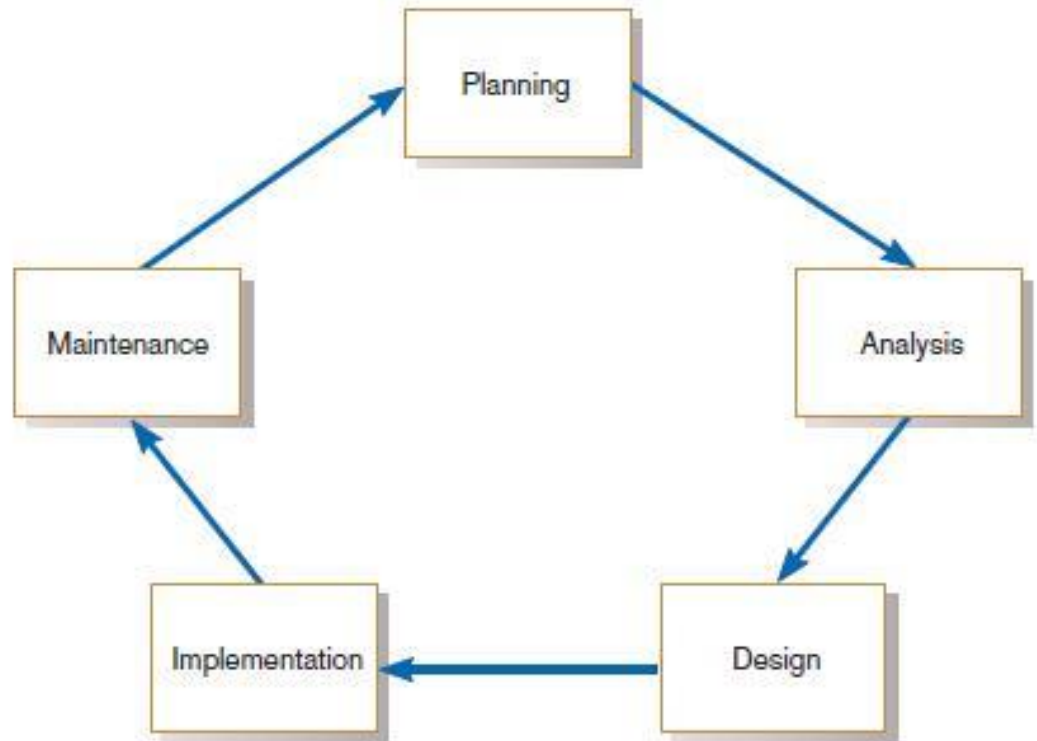 Planning
Maintenance
Analysis
Implementation
Design